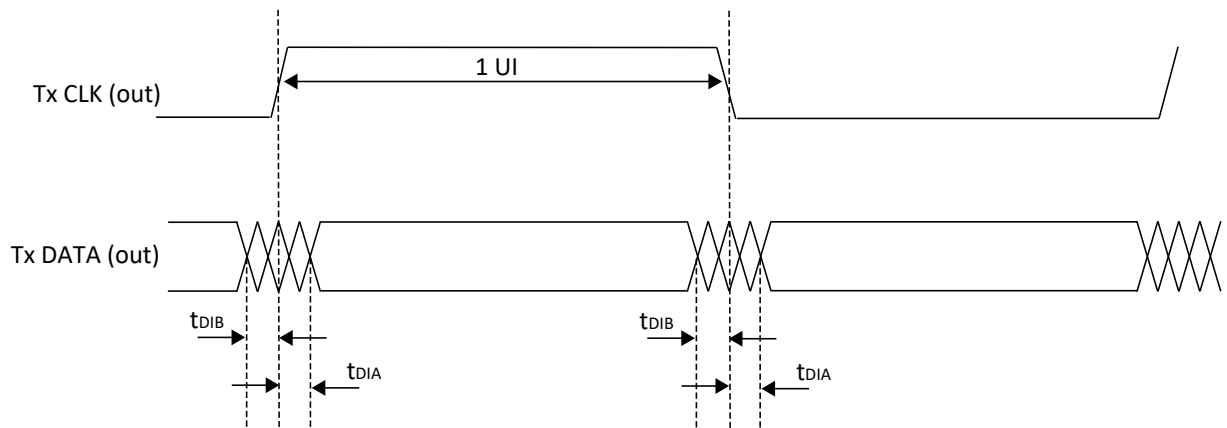 1 UI
Tx CLK (out)
Tx DATA (out)
tDIB
tDIB
tDIA
tDIA